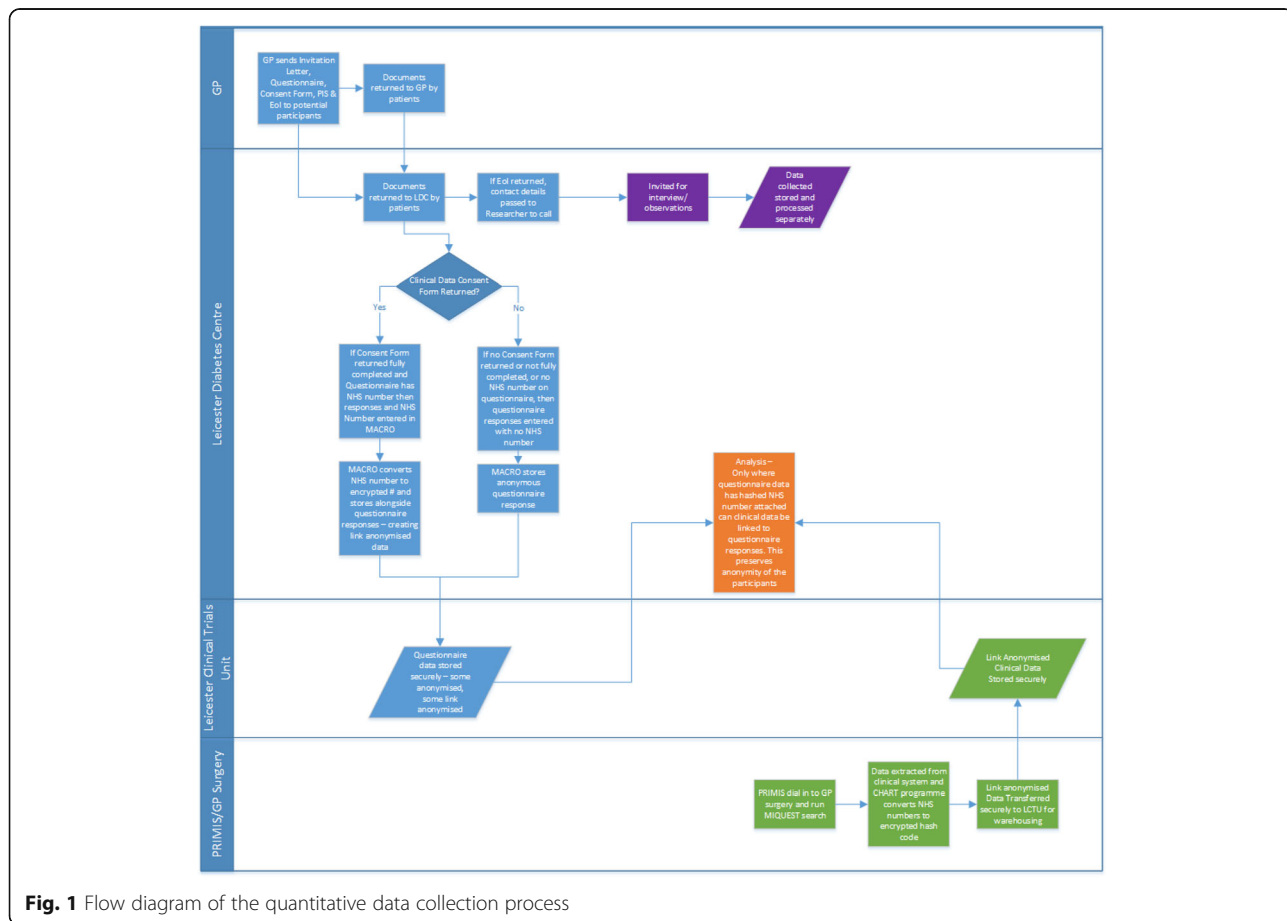 GP
GP sends Invitation
Letter,
Questionnaire,
Consent Form, PIS &
EoI to potential
participants
Documents
returned to GP by
patients
Leicester Diabetes Centre
Documents
returned to LDC by
patients
If EoI returned,
contact details
passed to
Researcher to call
Invited for
interview/
observations
Data
collected
stored and
processed
separately
Clinical Data Consent
Form Returned?
Yes
No
If Consent Form
returned fully
completed and
Questionnaire has
NHS number then
responses and NHS
Number entered in
MACRO
If no Consent Form
returned or not fully
completed, or no
NHS number on
questionnaire, then
questionnaire
responses entered
with no NHS
number
MACRO converts
NHS number to
encrypted # and
stores alongside
questionnaire
responses – creating
link anonymised
data
MACRO stores
anonymous
questionnaire
response
Analysis –
Only where
questionnaire data
has hashed NHS
number attached
can clinical data be
linked to
questionnaire
responses. This
preserves
anonymity of the
participants
Leicester Clinical Trials
Unit
Questionnaire
data stored
securely – some
anonymised,
some link
anonymised
Link Anonymised
Clinical Data
Stored securely
PRIMIS/GP Surgery
PRIMIS dial in to GP
surgery and run
MIQUEST search
Data extracted from
clinical system and
CHART programme
converts NHS
numbers to
encrypted hash
code
Link anonymised
Data Transferred
securely to LCTU for
warehousing
Fig. 1 Flow diagram of the quantitative data collection process